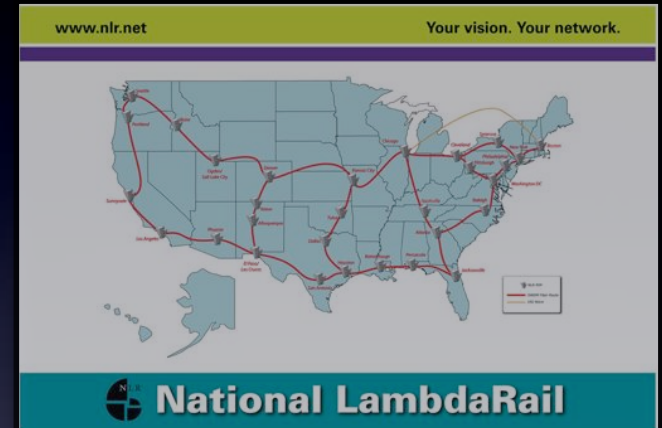 www.nlr.net
Your vision. Your network.
Seattle
Portland
Boise
Ogden/
Salt Lake City
Denver
Kansas City
Chicago
Cleveland
Syracuse
New York
Boston
Philadelphia
Pittsburgh
Washington DC
Sunnyvale
Nashville
Raleigh
Tulsa
Albuquerque
Los Angeles
Phoenix
Dallas
Atlanta
El Paso/
Las Cruces
Houston
Pensacola
Jacksonville
San Antonio
NLR
National LambdaRail